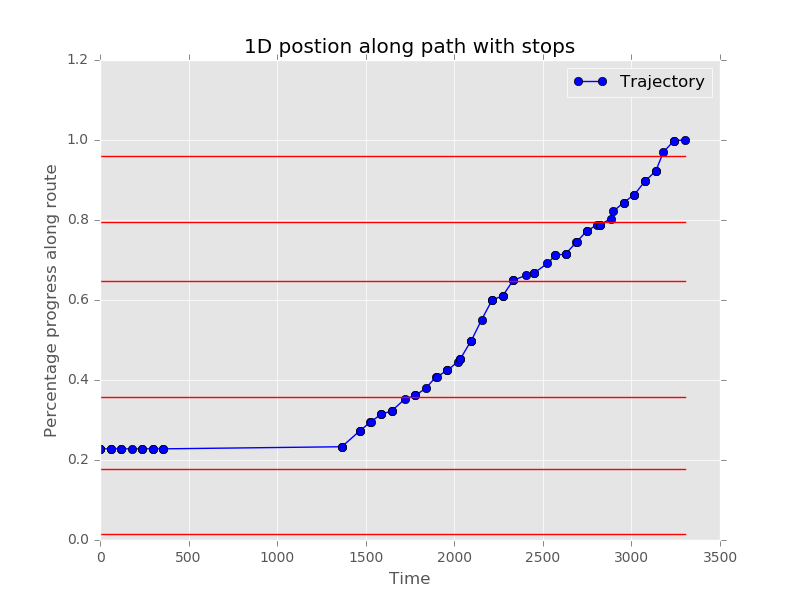 1D postion along path with stops
Trajectory
Percentage progress along route
1.2
1.0
0.8
0.6
0.4
0.2
0.0
0 500 1000 1500 2000 2500 3000 3500
Time